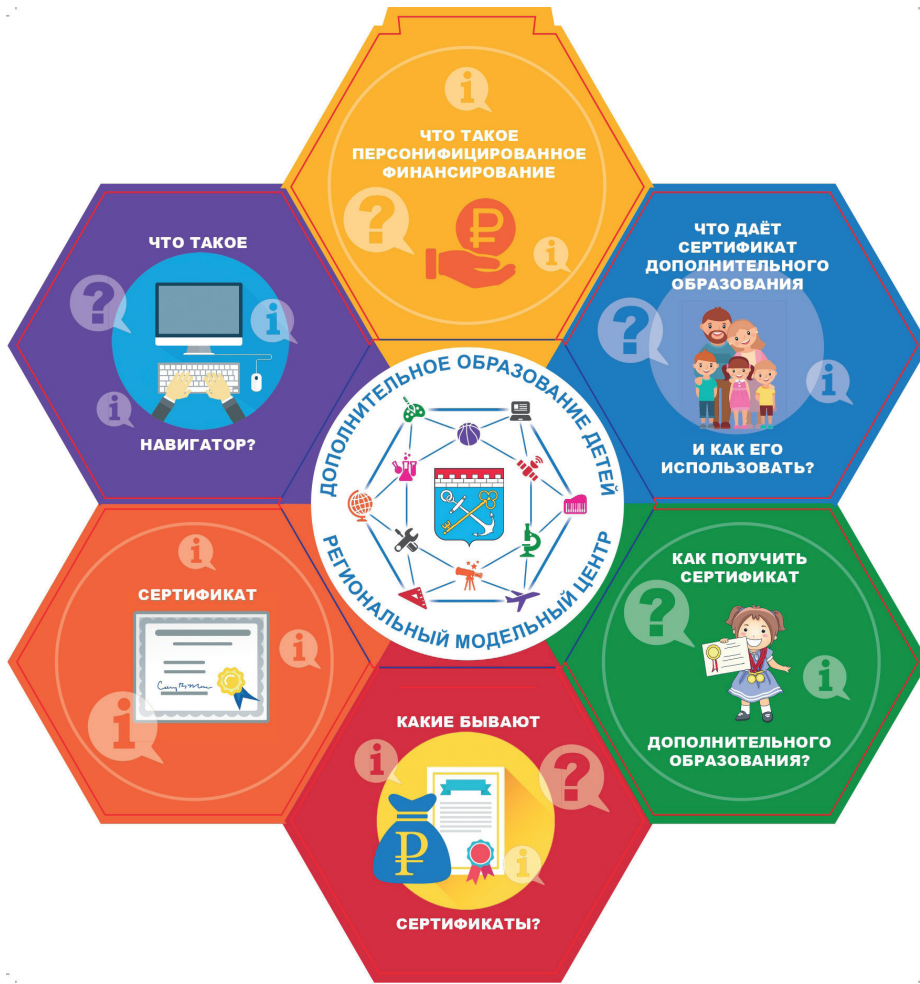 ЧТО ТАКОЕ
ПЕРСОНИФИЦИРОВАННОЕ
ФИНАНСИРОВАНИЕ
ЧТО ТАКОЕ
НАВИГАТОР?
ЧТО ДАЁТ
СЕРТИФИКАТ
ДОПОЛНИТЕЛЬНОГО
ОБРАЗОВАНИЯ
И КАК ЕГО
ИСПОЛЬЗОВАТЬ?
ДОПОЛНИТЕЛЬНОЕ ОБРАЗОВАНИЕ ДЕТЕЙ
РЕГИОНАЛЬНЫЙ МОДЕЛЬНЫЙ ЦЕНТР
СЕРТИФИКАТ
КАК ПОЛУЧИТЬ
СЕРТИФИКАТ
ДОПОЛНИТЕЛЬНОГО
ОБРАЗОВАНИЯ?
КАКИЕ БЫВАЮТ
СЕРТИФИКАТЫ?